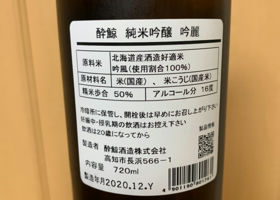 酔鯨 純米吟醸 吟麗
原料米 北海道産酒造好適米
吟風(使用割合100%)
原材料名 米(国産)、米こうじ(国産米)
精米歩合 50% アルコール分 16度
冷暗所に保管し、開栓後は早めにお召し上がり下さい
妊娠中・授乳期の飲酒はお控え下さい
飲酒は20歳になってから
製造者 酔鯨酒造株式会社
高知市長浜566-1
内容量 720ml
製造年月 2020.12.Y